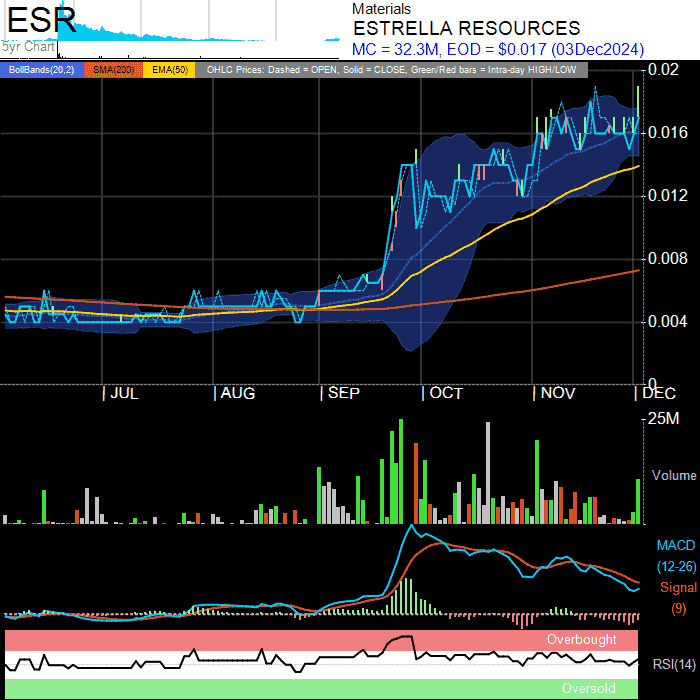 ESR
5yr Chart
Materials
ESTRELLA RESOURCES
MC = 32.3M, EOD = $0.017 (03Dec2024)
BollBands(20,2) SMA(200) EMA(50) OHLC Prices: Dashed = OPEN, Solid = CLOSE, Green/Red bars = Intra-day HIGH/LOW
0.02
0.016
0.012
0.008
0.004
0
JUL AUG SEP OCT NOV DEC
25M
Volume
MACD
(12-26)
Signal
(9)
Overbought
RSI(14)
Oversold